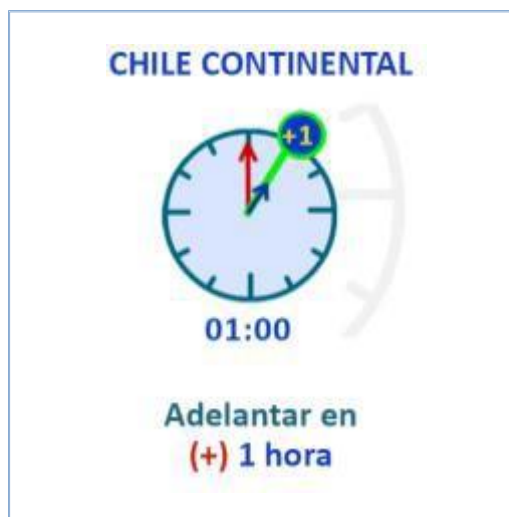 CHILE CONTINENTAL
+1
01:00
Adelantar en
(+) 1 hora